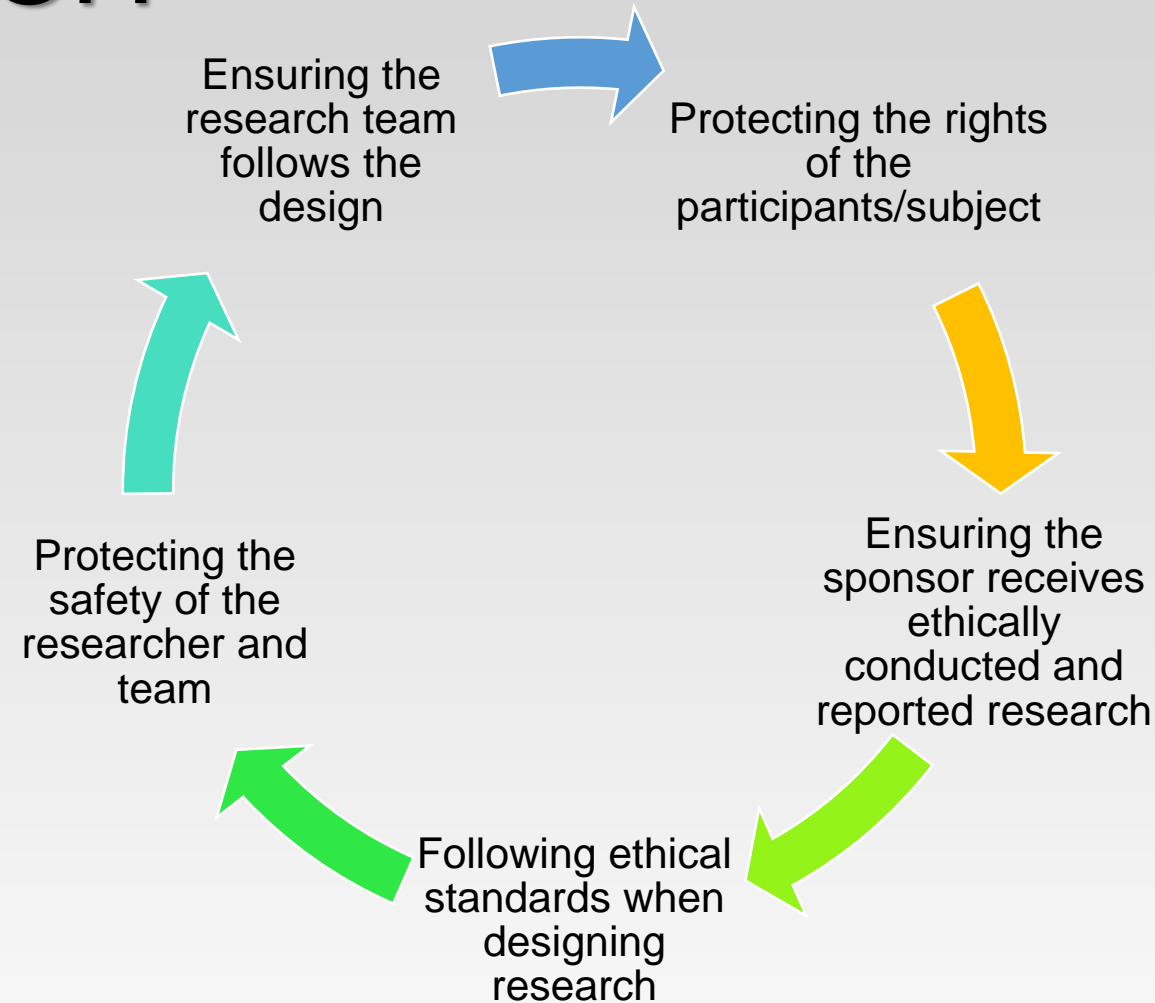 Ensuring the
research team
follows the
design
Protecting the rights
of the
participants/subject
Ensuring the
sponsor receives
ethically
conducted and
reported research
Following ethical
standards when
designing
research
Protecting the
safety of the
researcher and
team